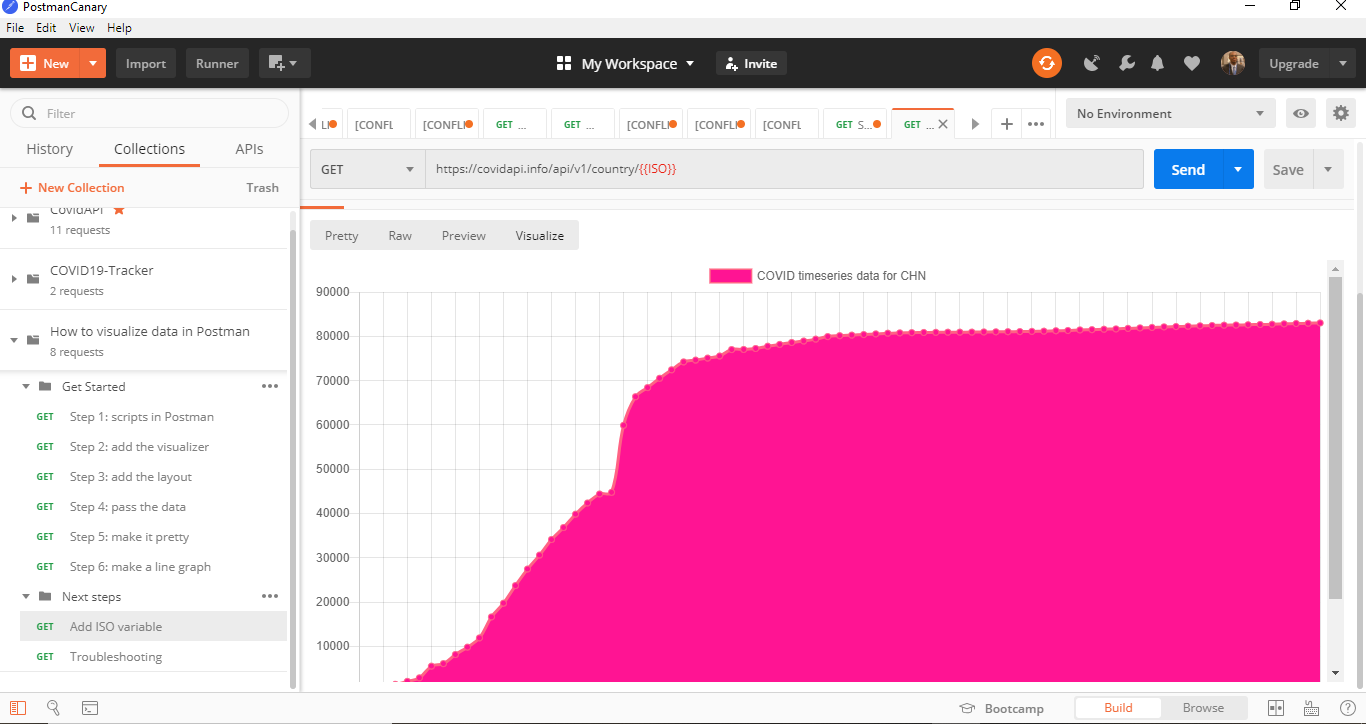 PostmanCanary
File Edit View Help
New Import Runner My Workspace Invite Upgrade
Filter
History Collections APIs
New Collection Trash
CovidAPI
11 requests
COVID19-Tracker
2 requests
How to visualize data in Postman
8 requests
Get Started
GET Step 1: scripts in Postman
GET Step 2: add the visualizer
GET Step 3: add the layout
GET Step 4: pass the data
GET Step 5: make it pretty
GET Step 6: make a line graph
Next steps
GET Add ISO variable
GET Troubleshooting
[CONFL [CONFLI GET ... GET ... [CONFLI [CONFLI [CONFL GET S... GET ...
No Environment
GET https://covidapi.info/api/v1/country/{{ISO}} Send Save
Pretty Raw Preview Visualize
COVID timeseries data for CHN
90000
80000
70000
60000
50000
40000
30000
20000
10000
Bootcamp Build Browse